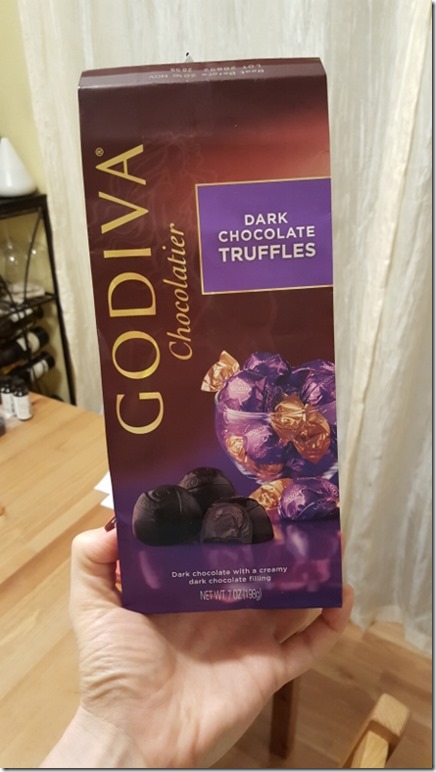 GODIVA®
Chocolatier
DARK
CHOCOLATE
TRUFFLES
Dark chocolate with a creamy
dark chocolate filling
NET WT 7 OZ (198g)